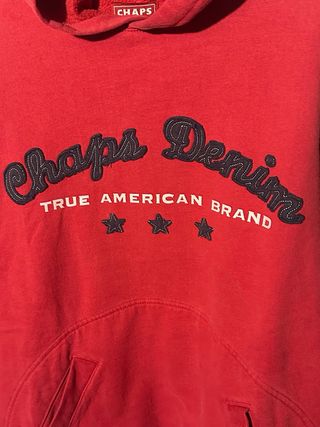 CHAPS
Chaps Denim
TRUE AMERICAN BRAND